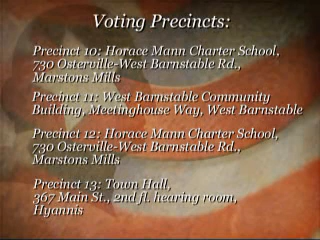 Voting Precincts:
Precinct 10: Horace Mann Charter School,
730 Osterville-West Barnstable Rd.,
Marstons Mills
Precinct 11: West Barnstable Community
Building, Meetinghouse Way, West Barnstable
Precinct 12: Horace Mann Charter School,
730 Osterville-West Barnstable Rd.,
Marstons Mills
Precinct 13: Town Hall,
367 Main St., 2nd fl. hearing room,
Hyannis